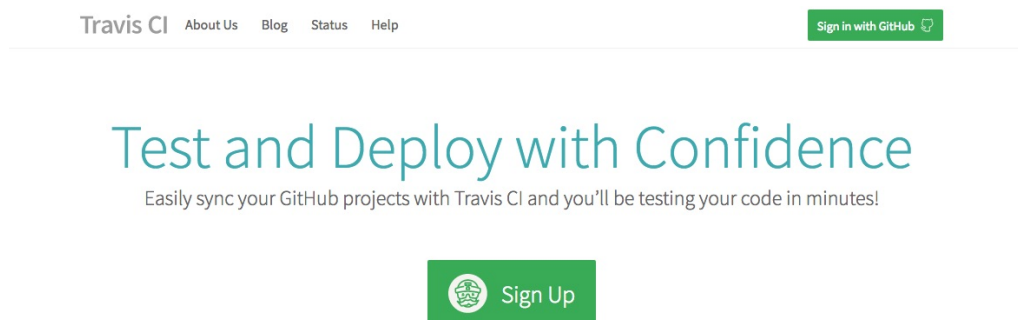 Travis CI About Us Blog Status Help Sign in with GitHub
Test and Deploy with Confidence
Easily sync your GitHub projects with Travis CI and you’ll be testing your code in minutes!
Sign Up